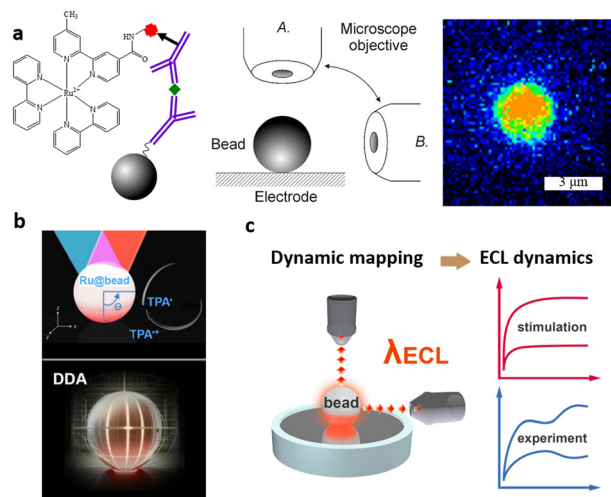 a
CH₃
HN
O
N
N
N
N
N
N
Ru²⁺
A.
Microscope
objective
Bead
B.
Electrode
3 μm
b
Ru@bead
θ
TPA•
TPA•+
z
y
x
DDA
c
Dynamic mapping
ECL dynamics
λECL
bead
stimulation
experiment